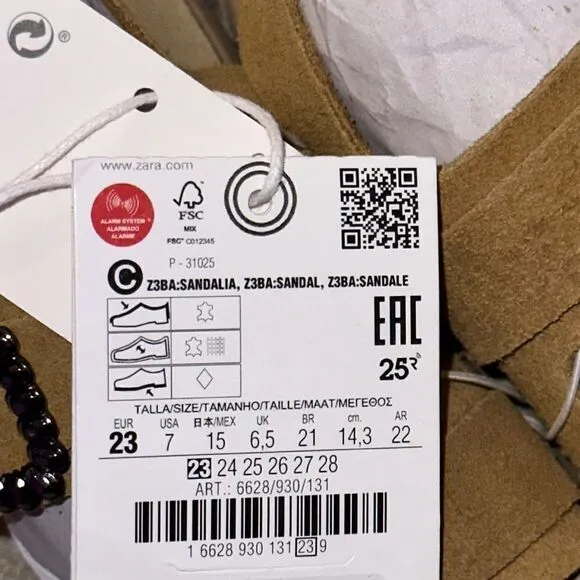 ®
www.zara.com
ALARM SYSTEM
ALARMADO
ALARME
FSC
MIX
FSC® C012345
P - 31025
C Z3BA:SANDALIA, Z3BA:SANDAL, Z3BA:SANDALE
EAC
25R
TALLA/SIZE/TAMANHO/TAILLE/MAAT/ΜΕΓΕΘΟΣ
EUR USA 日本/MEX UK BR cm. AR
23 7 15 6,5 21 14,3 22
23 24 25 26 27 28
ART.: 6628/930/131
1 6628 930 131 23 9